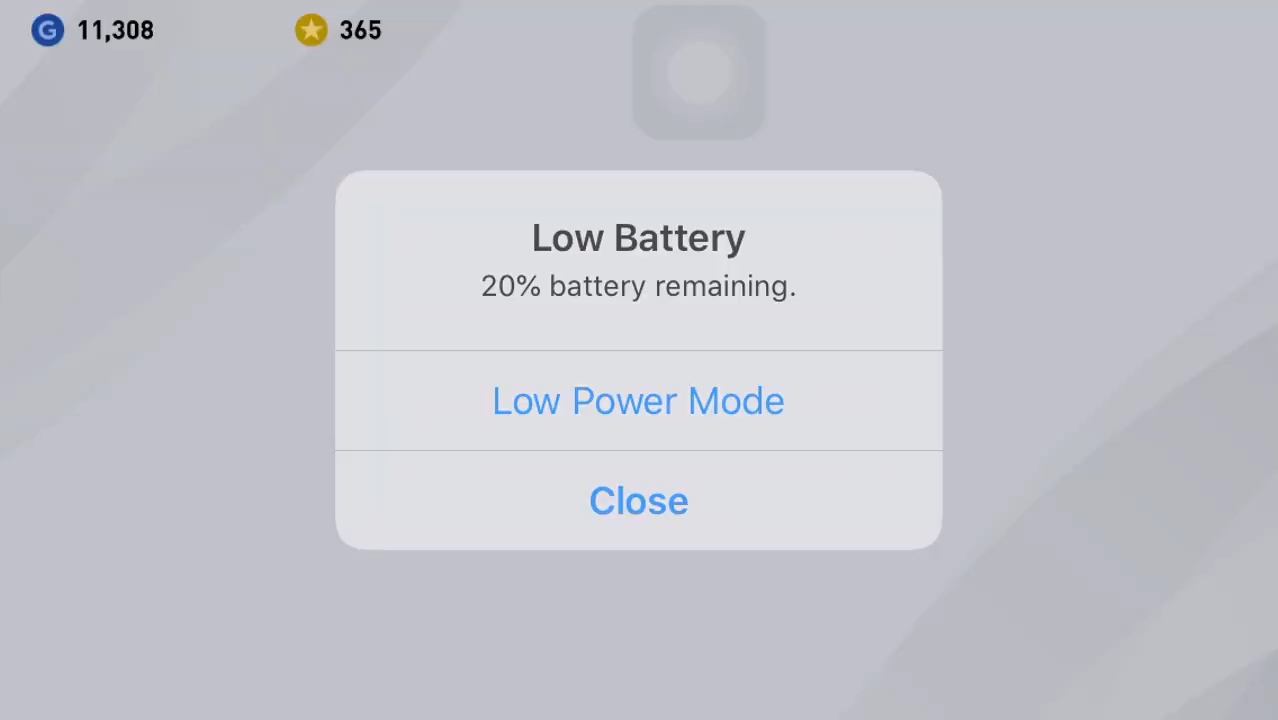 G 11,308 365
Low Battery
20% battery remaining.
Low Power Mode
Close